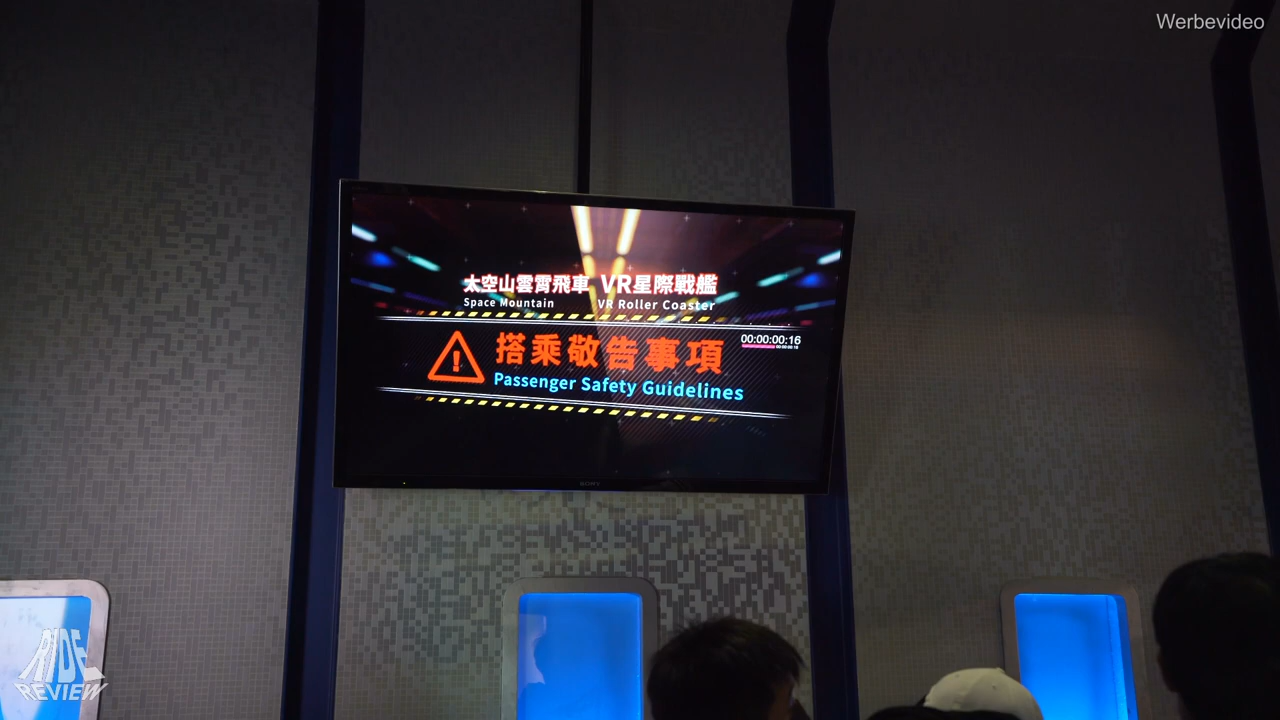 Werbevideo
太空山雲霄飛車 VR星際戰艦
Space Mountain VR Roller Coaster
00:00:00:16
搭乘敬告事項
Passenger Safety Guidelines
SONY
RIDE
REVIEW